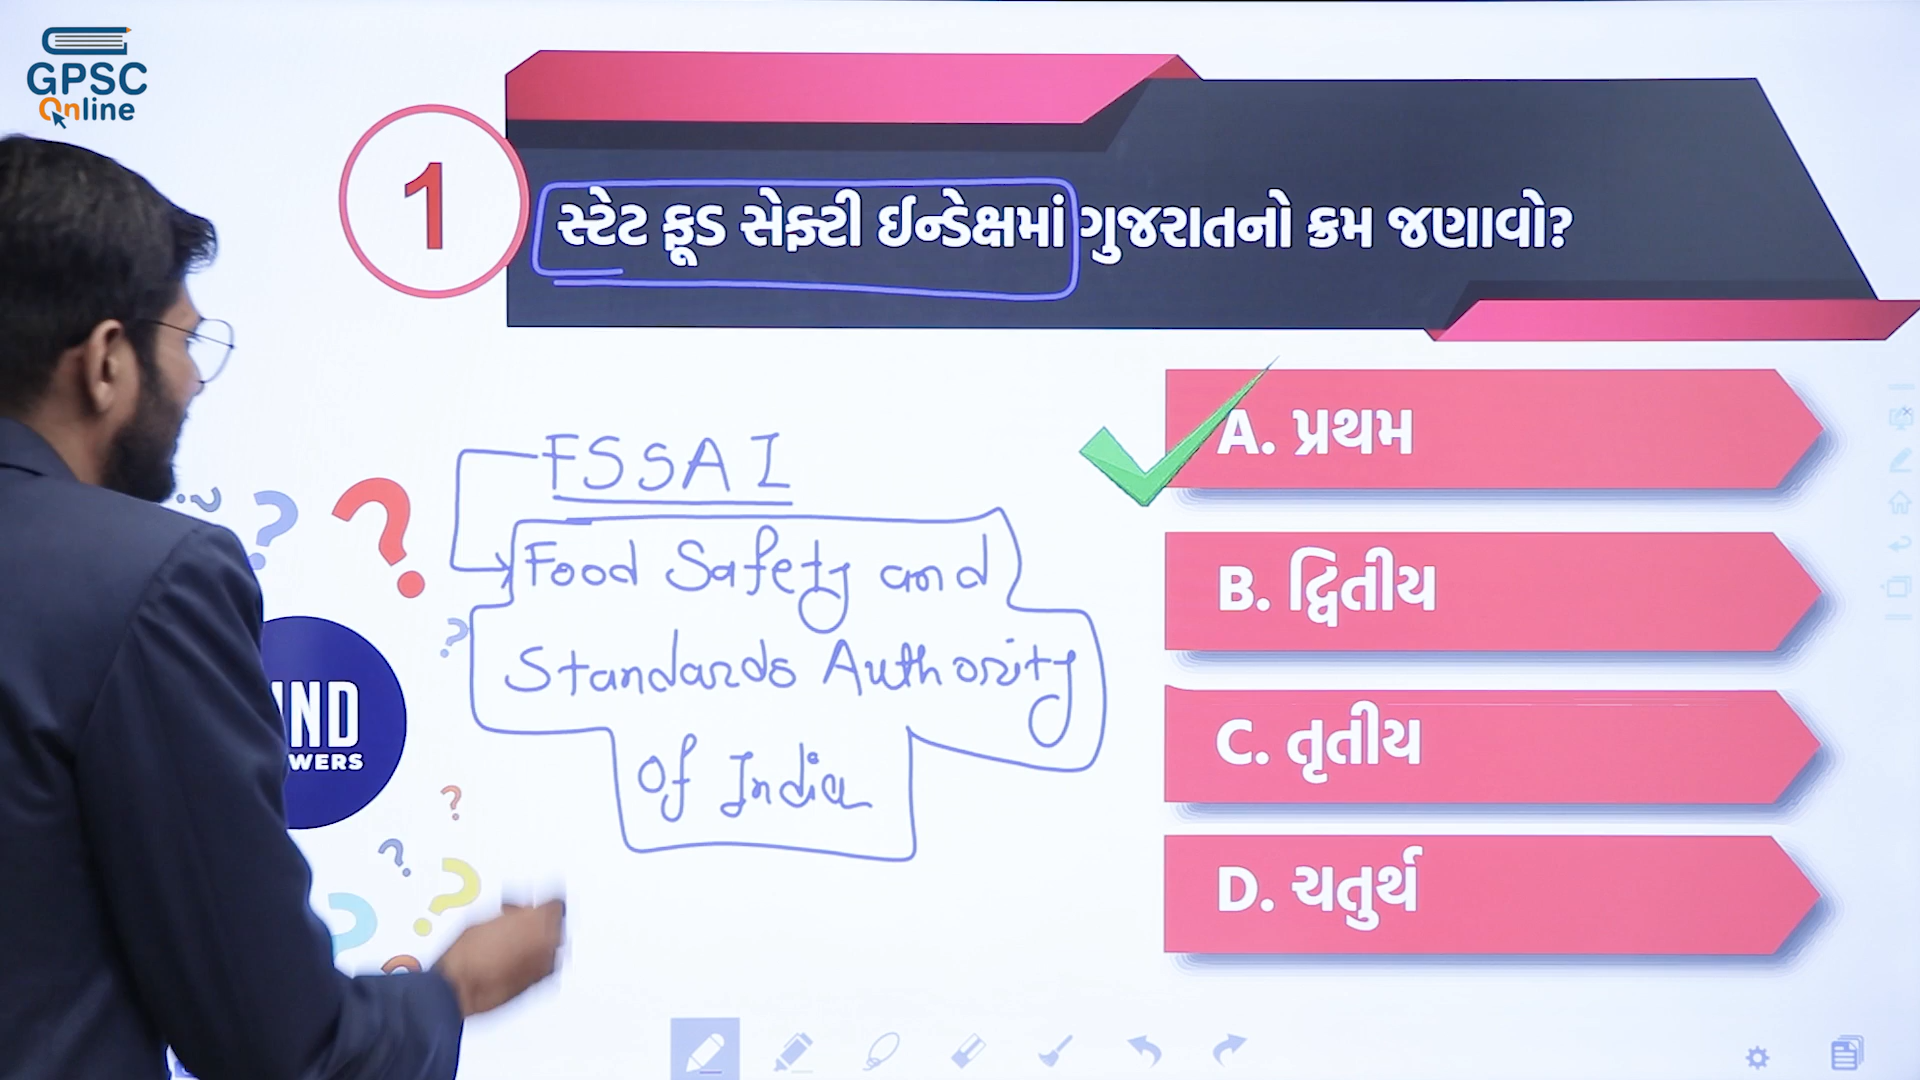 GPSC
Online
1
સ્ટેટ ફૂડ સેફ્ટી ઈન્ડેક્ષમાં ગુજરાતનો ક્રમ જણાવો?
FSSAI
Food Safety and
Standards Authority
Of India
A. પ્રથમ
B. દ્વિતીય
C. તૃતીય
D. ચતુર્થ